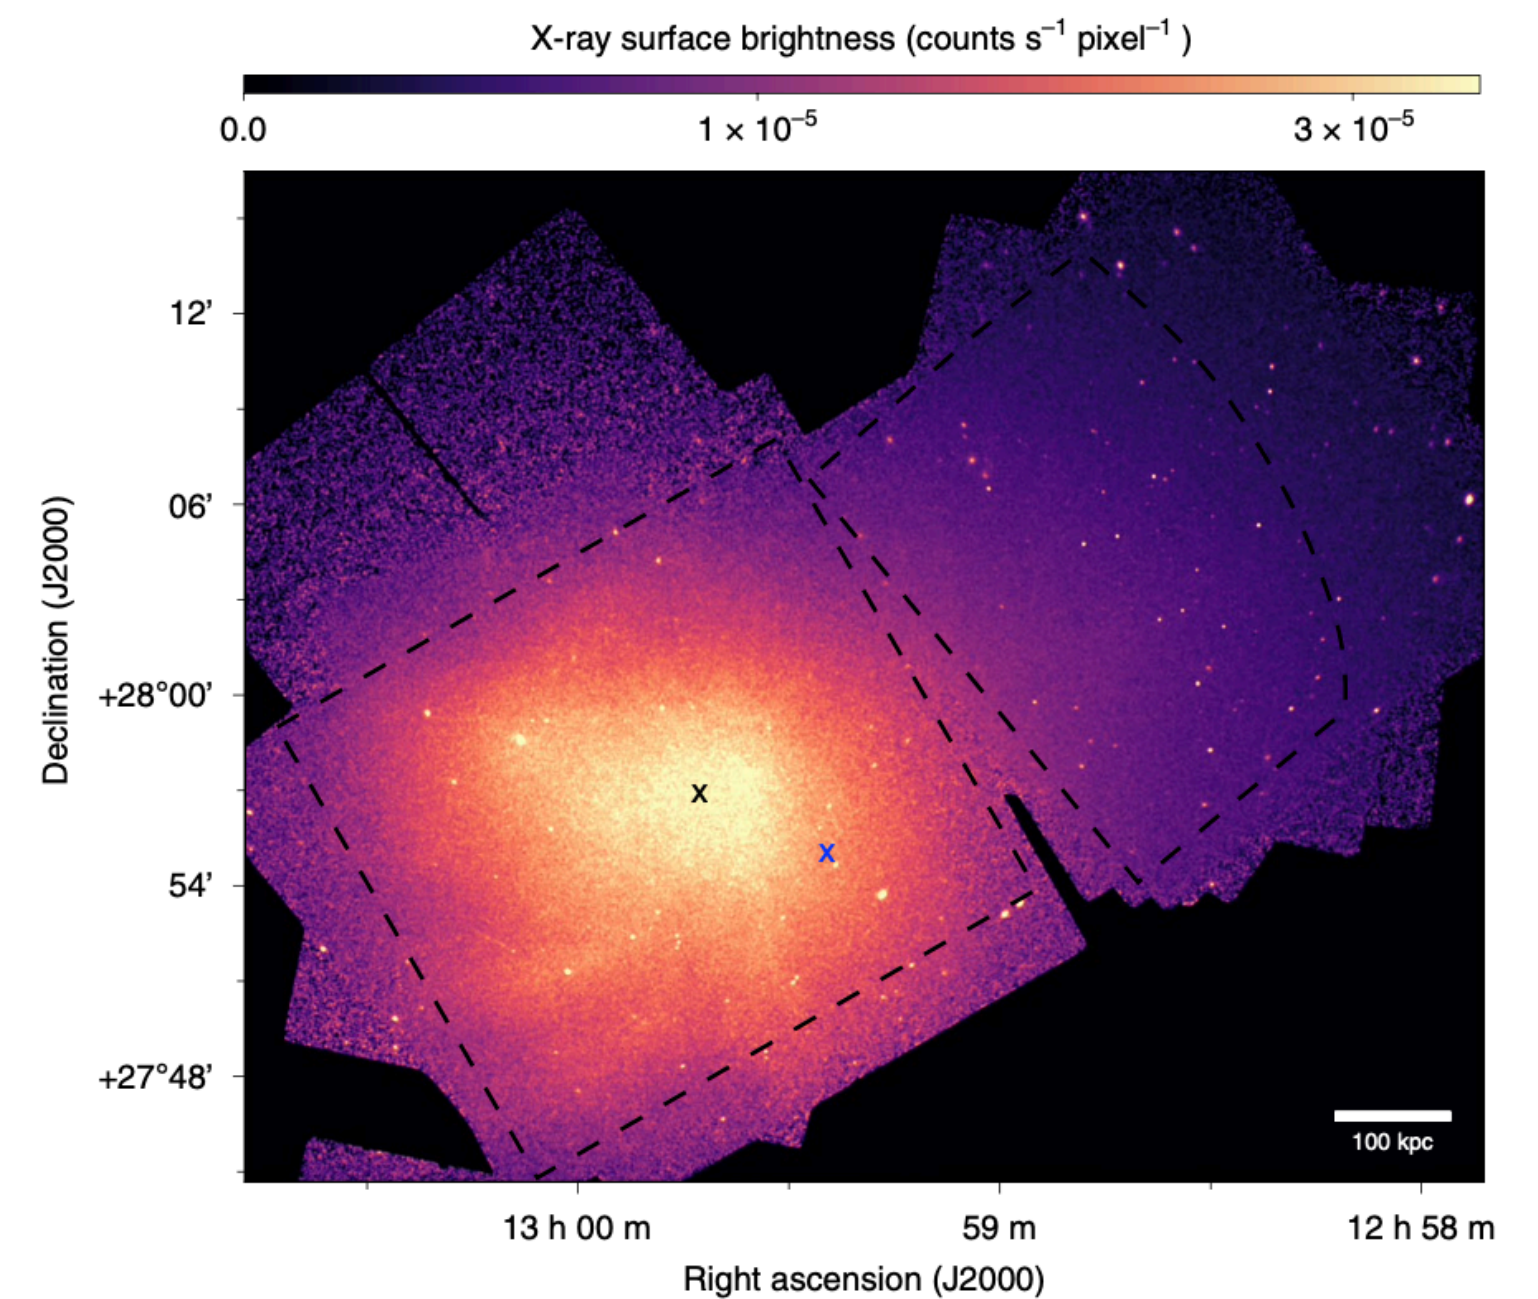 X-ray surface brightness (counts s⁻¹ pixel⁻¹ )
0.0 1 × 10⁻⁵ 3 × 10⁻⁵
12’
06’
+28°00’
54’
+27°48’
Declination (J2000)
X
X
100 kpc
13 h 00 m 59 m 12 h 58 m
Right ascension (J2000)